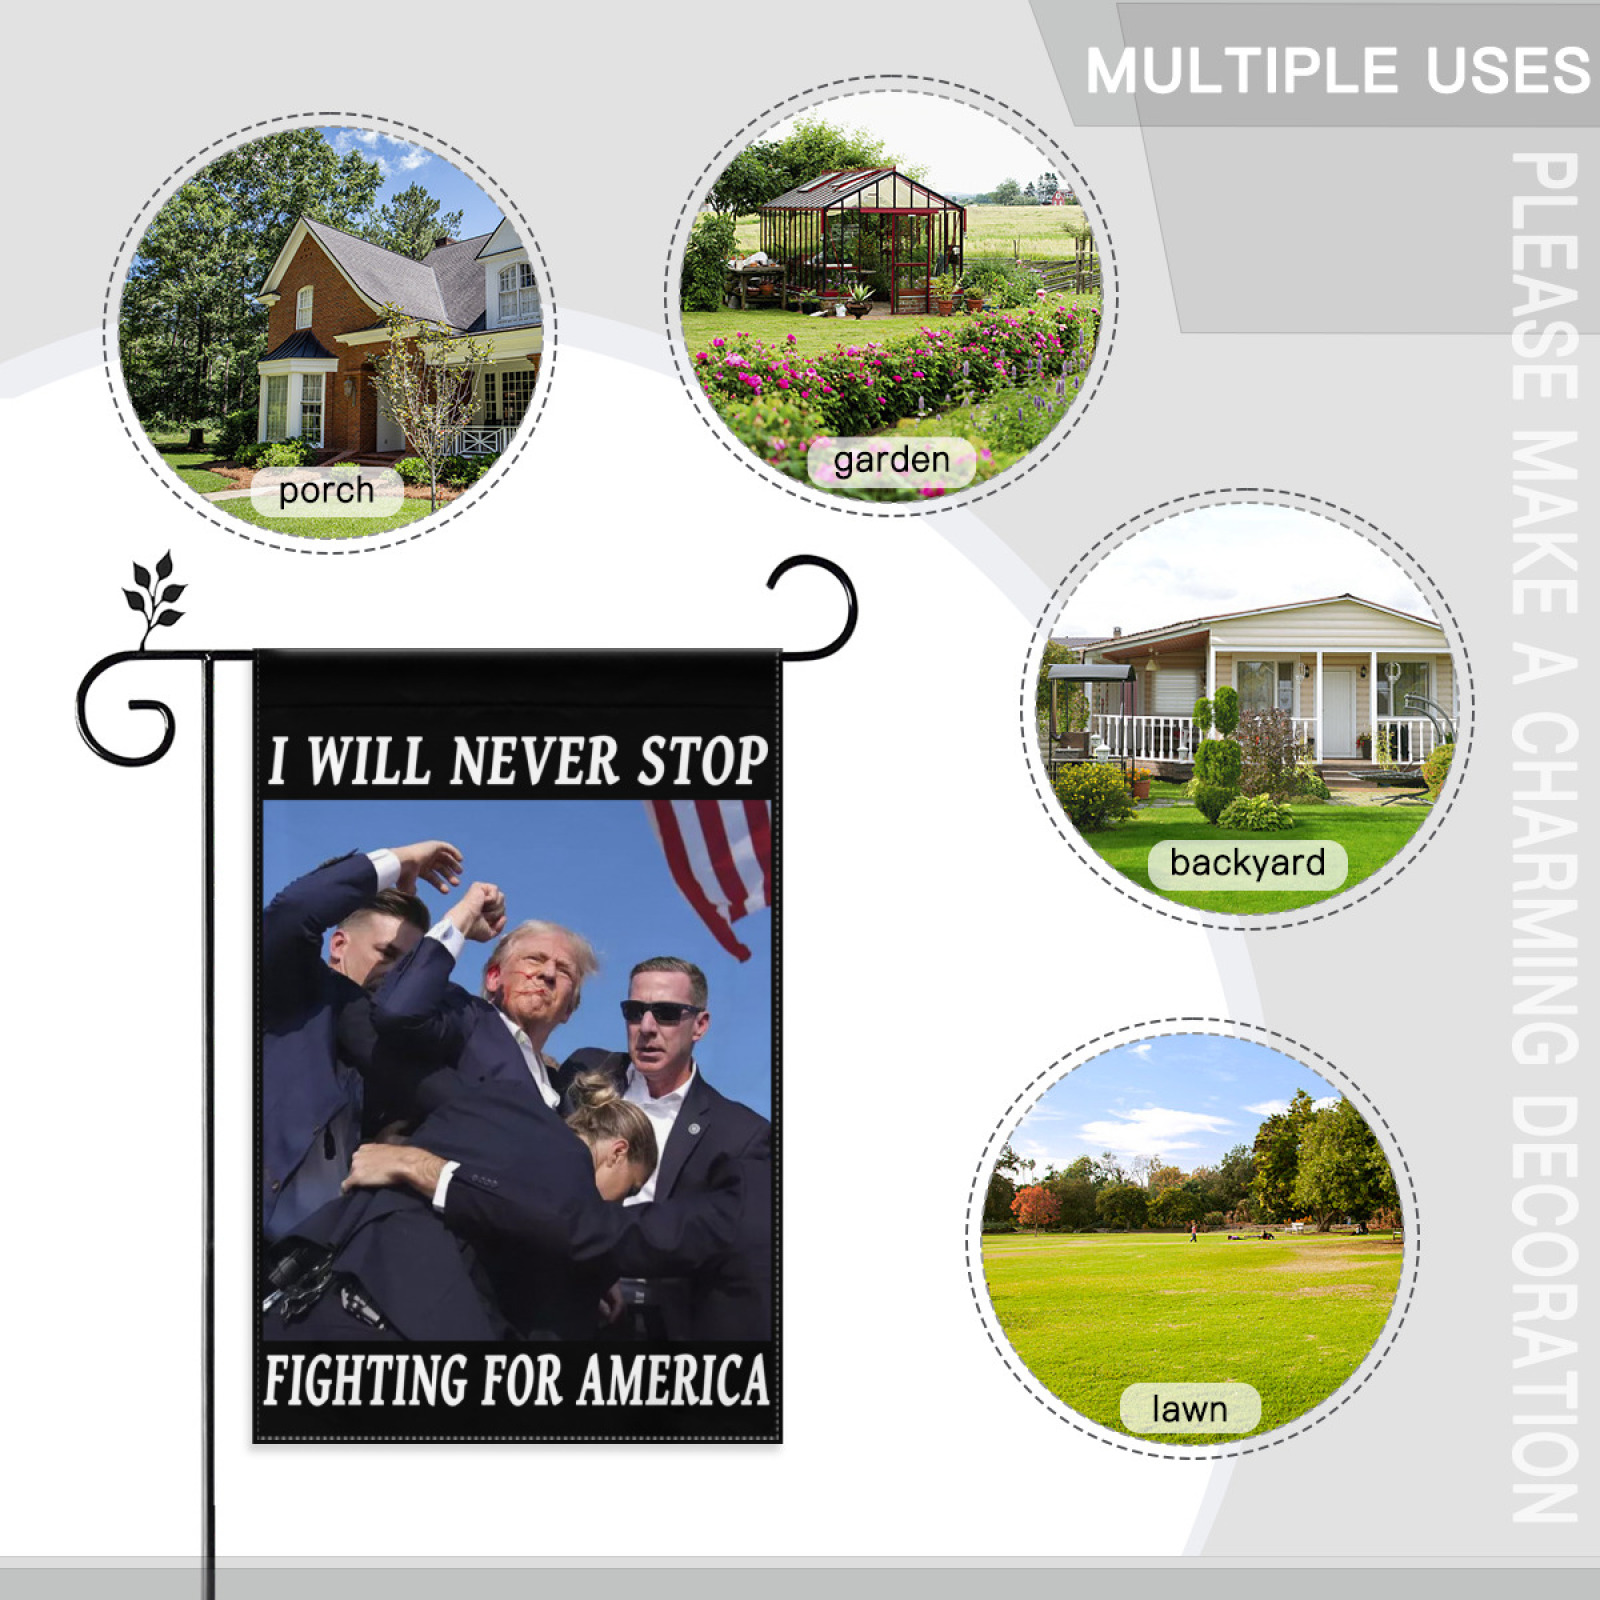 MULTIPLE USES
PLEASE MAKE A CHARMING DECORATION
porch
garden
backyard
lawn
I WILL NEVER STOP
FIGHTING FOR AMERICA